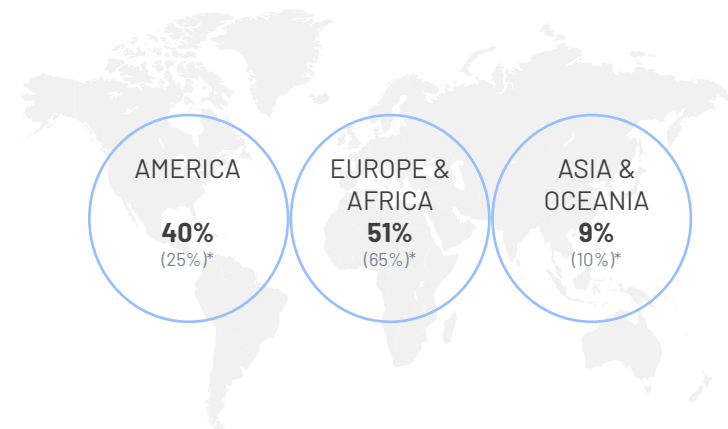 AMERICA
40%
(25%)*
EUROPE &
AFRICA
51%
(65%)*
ASIA &
OCEANIA
9%
(10%)*